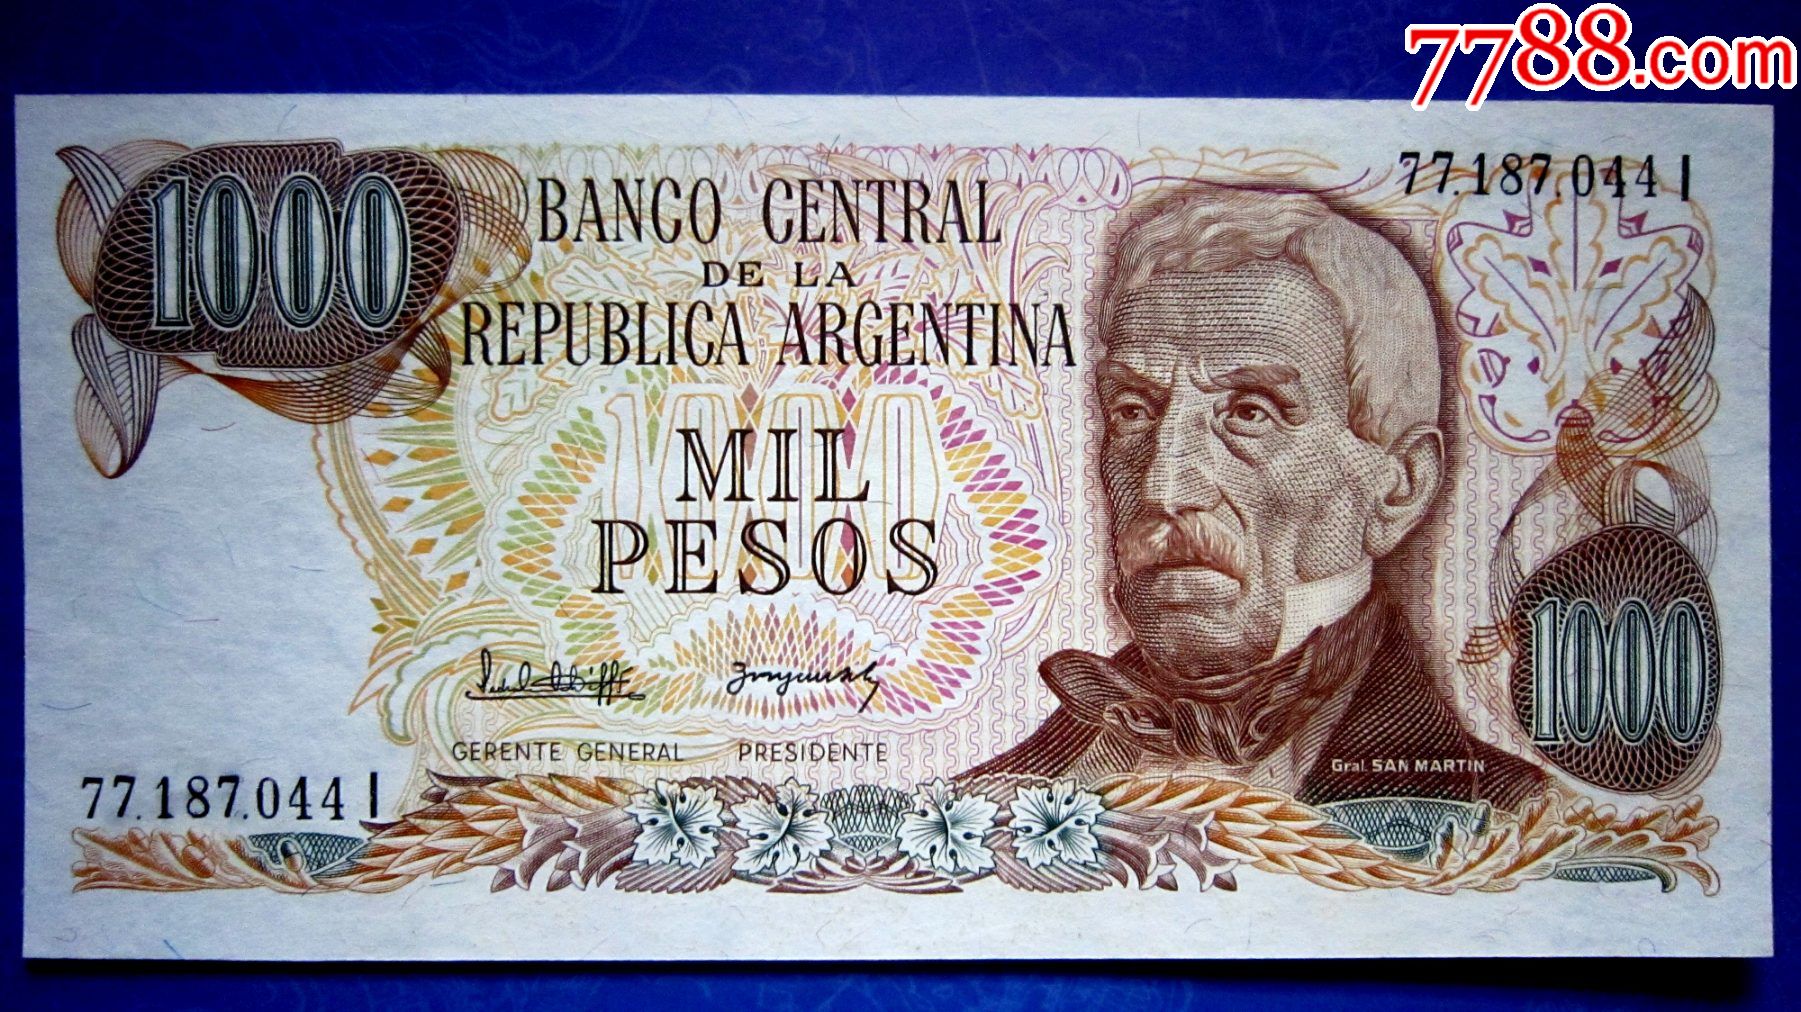 7788.com
77.187.044 I
1000
BANCO CENTRAL
DE LA
REPUBLICA ARGENTINA
1000
MIL
PESOS
1000
GERENTE GENERAL PRESIDENTE
Gral. SAN MARTIN
77.187.044 I